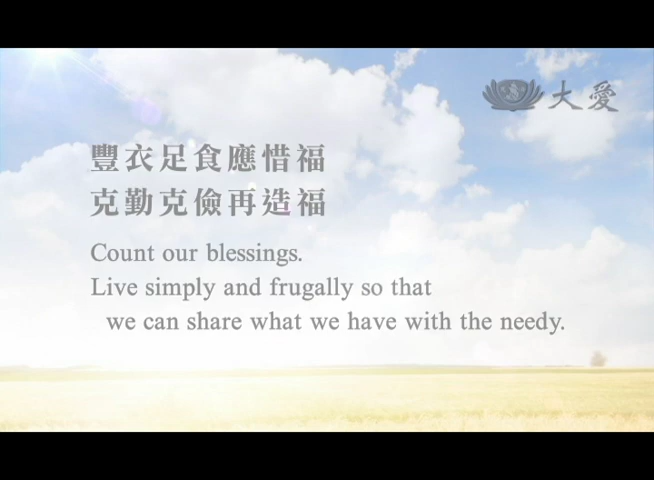 大愛
豐衣足食應惜福
克勤克儉再造福
Count our blessings.
Live simply and frugally so that
we can share what we have with the needy.